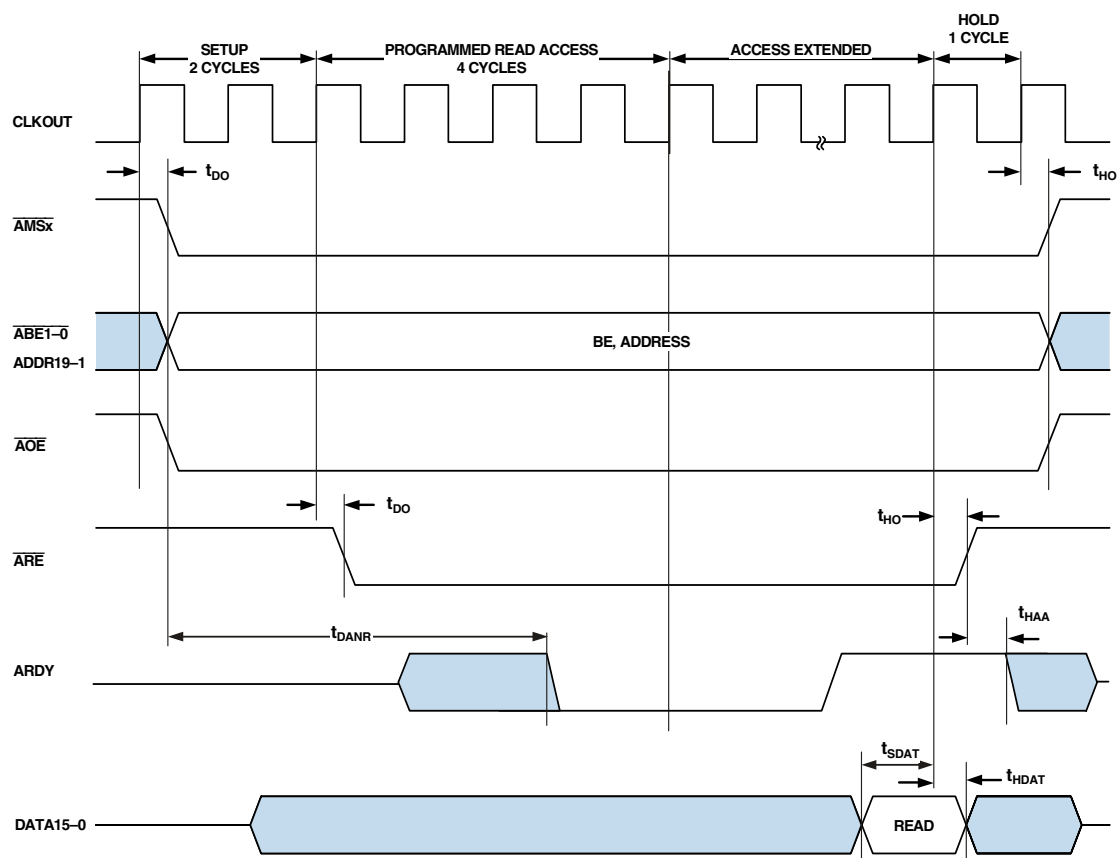 SETUP
2 CYCLES
PROGRAMMED READ ACCESS
4 CYCLES
ACCESS EXTENDED
HOLD
1 CYCLE
CLKOUT
tDO
tHO
AMSx
ABE1–0
ADDR19–1
BE, ADDRESS
AOE
tDO
tHO
ARE
tDANR
tHAA
ARDY
tSDAT
tHDAT
DATA15–0
READ